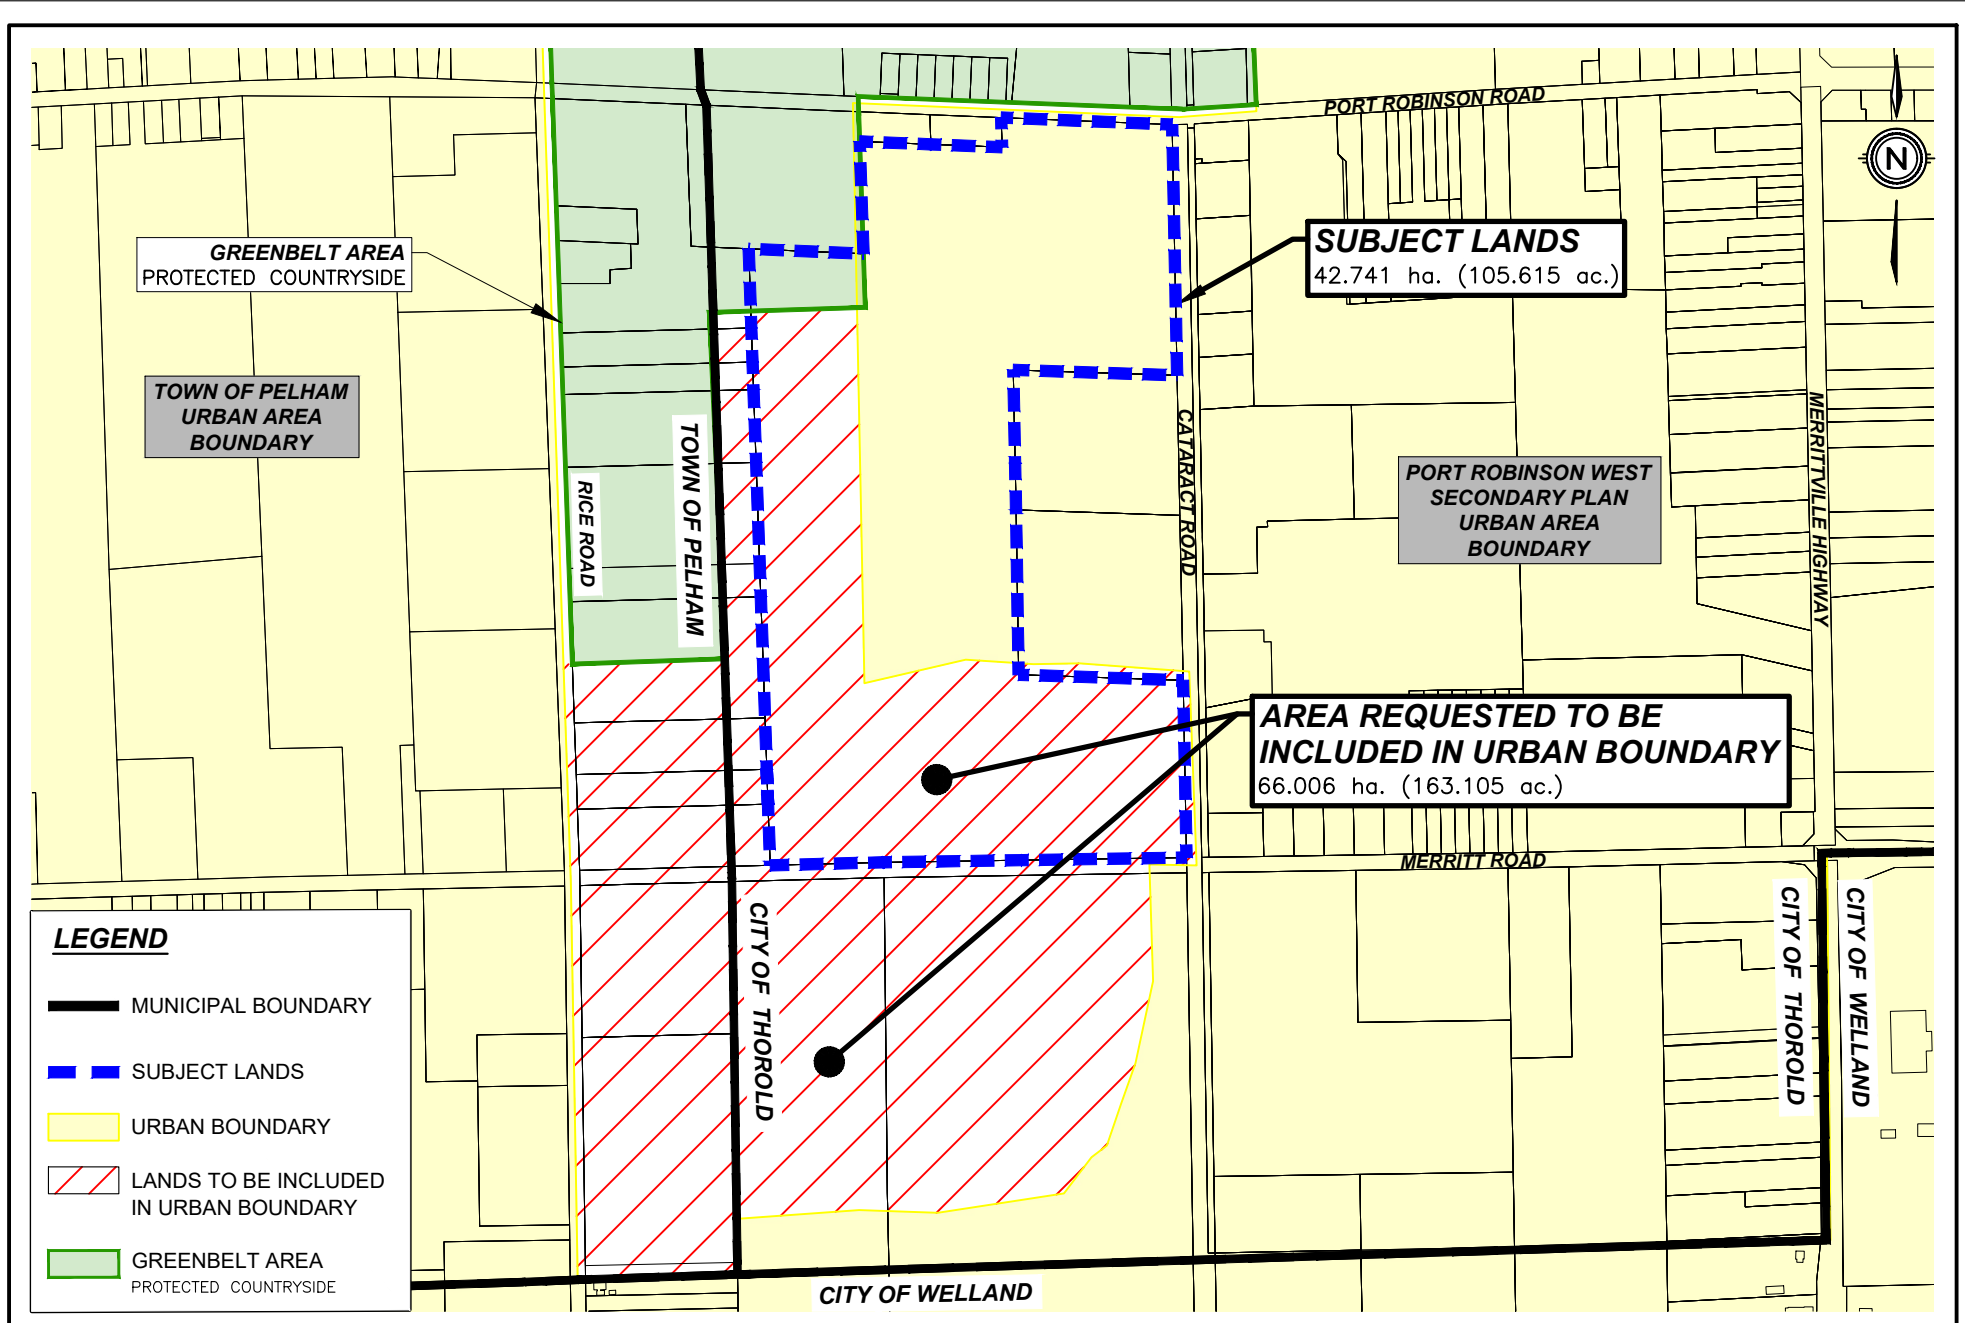 PORT ROBINSON ROAD
N
GREENBELT AREA
PROTECTED COUNTRYSIDE
SUBJECT LANDS
42.741 ha. (105.615 ac.)
TOWN OF PELHAM
URBAN AREA
BOUNDARY
RICE ROAD
TOWN OF PELHAM
CATARACT ROAD
MERRITTVILLE HIGHWAY
PORT ROBINSON WEST
SECONDARY PLAN
URBAN AREA
BOUNDARY
AREA REQUESTED TO BE
INCLUDED IN URBAN BOUNDARY
66.006 ha. (163.105 ac.)
MERRITT ROAD
CITY OF THOROLD
CITY OF THOROLD
CITY OF WELLAND
LEGEND
MUNICIPAL BOUNDARY
SUBJECT LANDS
URBAN BOUNDARY
LANDS TO BE INCLUDED
IN URBAN BOUNDARY
GREENBELT AREA
PROTECTED COUNTRYSIDE
CITY OF WELLAND